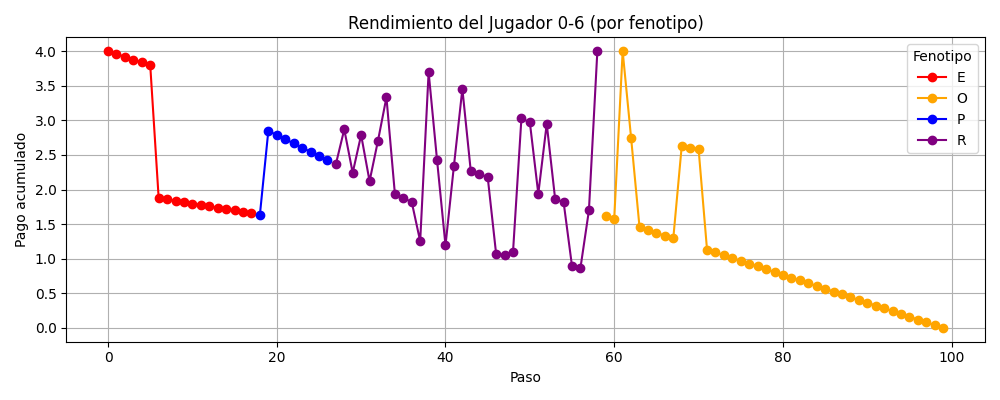 Rendimiento del Jugador 0-6 (por fenotipo)
Pago acumulado
4.0
3.5
3.0
2.5
2.0
1.5
1.0
0.5
0.0
Fenotipo
E
O
P
R
0 20 40 60 80 100
Paso